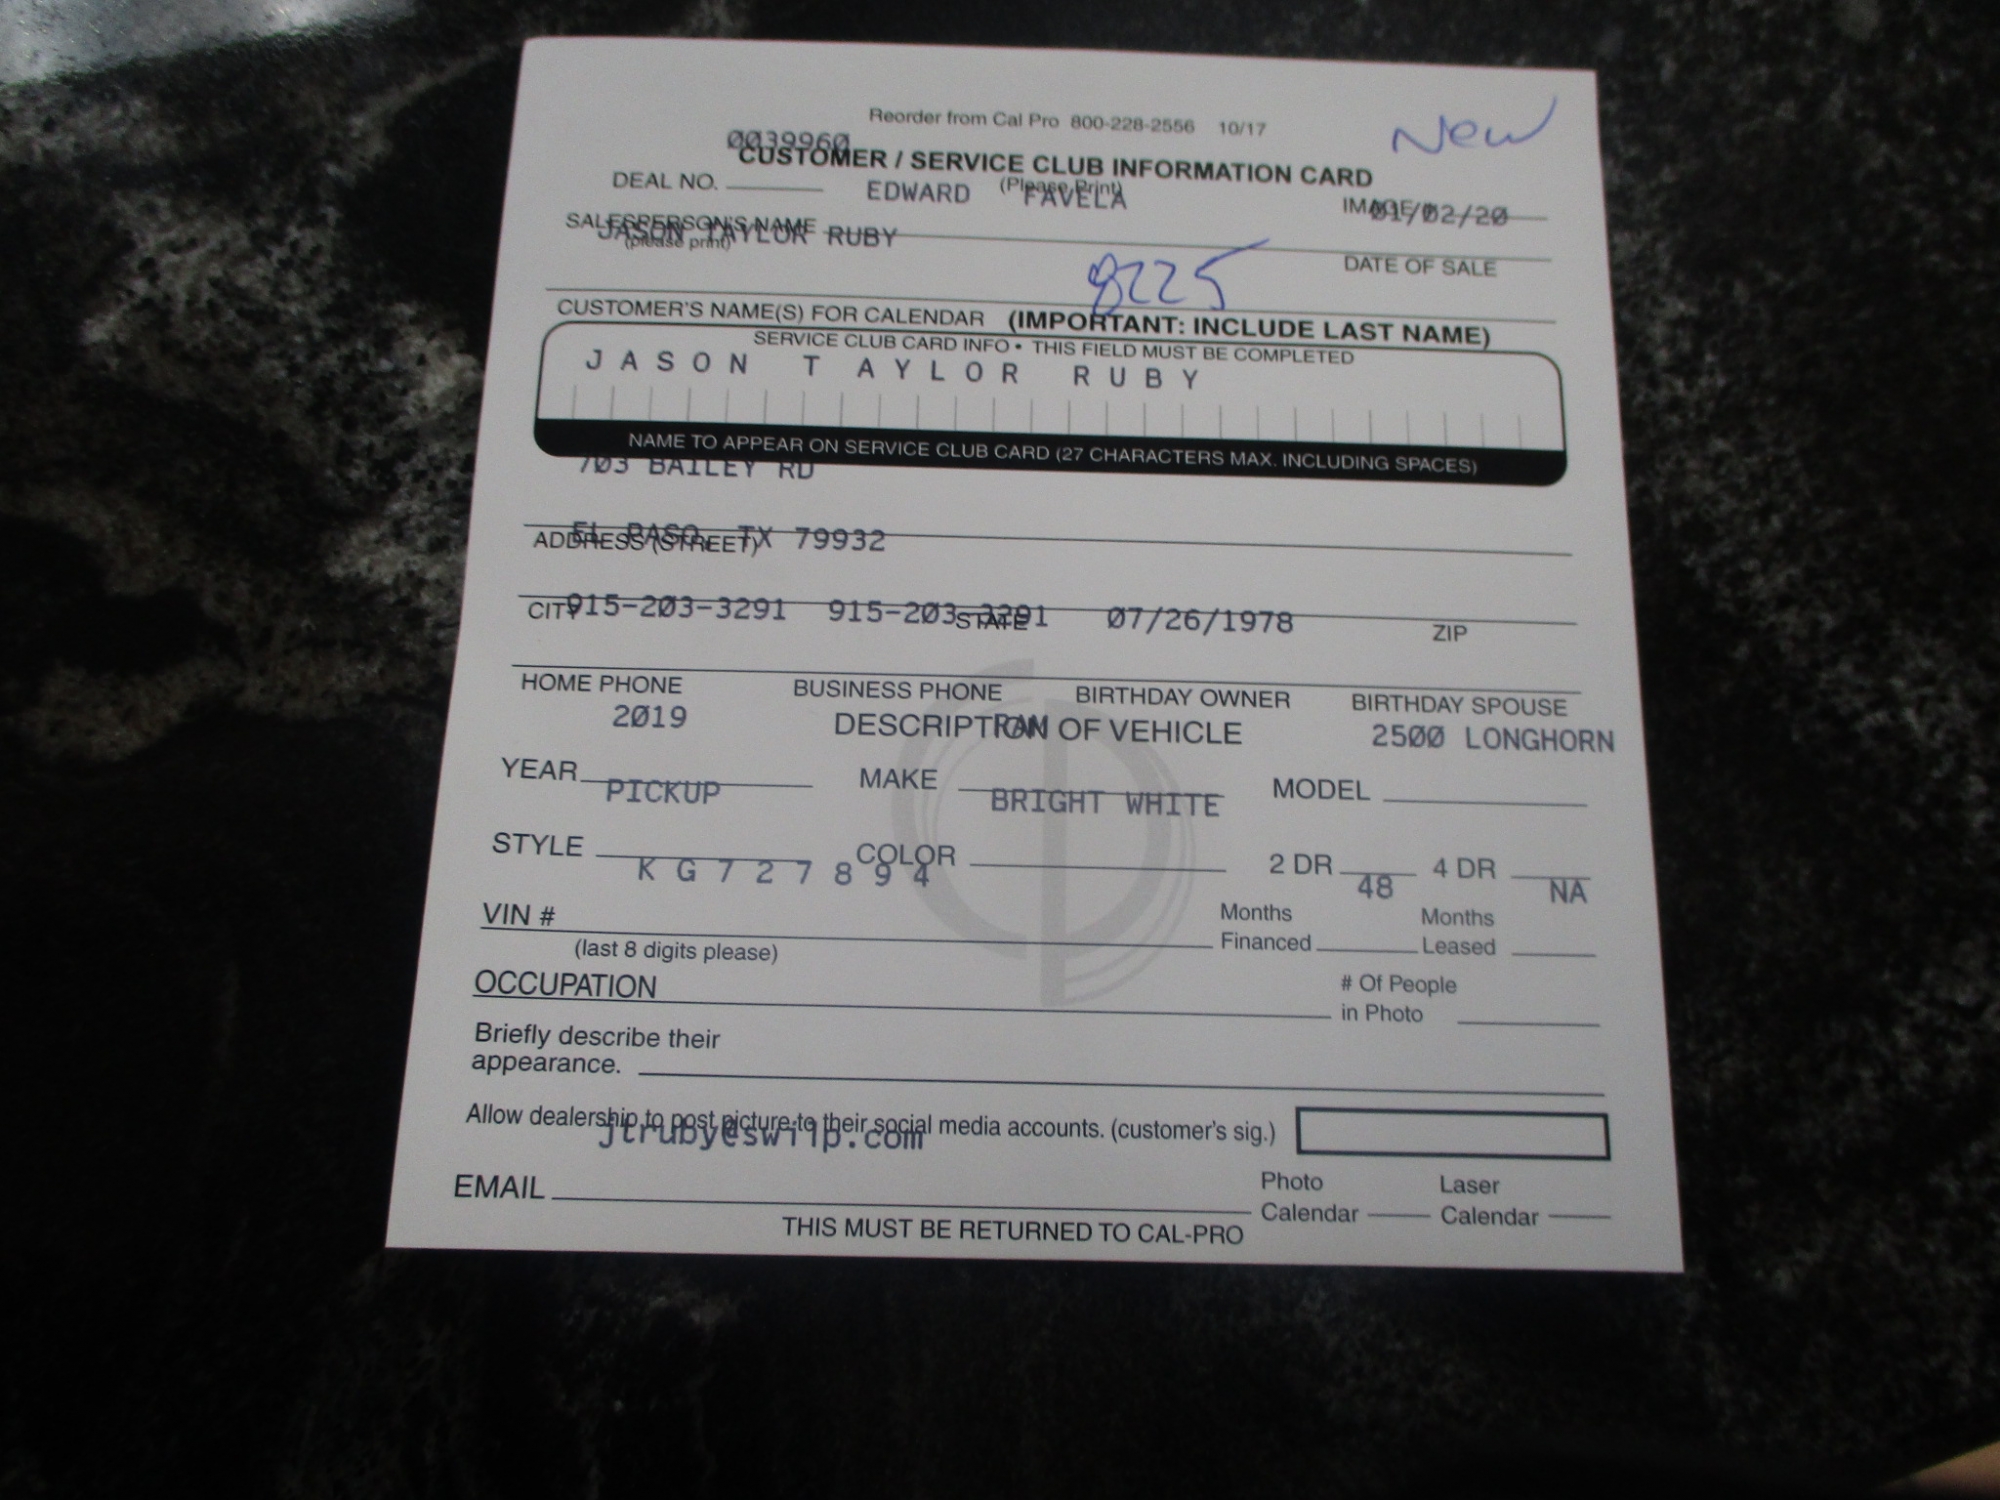 Reorder from Cal Pro 800-228-2556 10/17
New
0039960
CUSTOMER / SERVICE CLUB INFORMATION CARD
(Please Print)
DEAL NO.
EDWARD FAVELA
IMAGE #
01/02/20
SALESPERSON'S NAME
(please print)
JASON TAYLOR RUBY
DATE OF SALE
8225
CUSTOMER'S NAME(S) FOR CALENDAR (IMPORTANT: INCLUDE LAST NAME)
SERVICE CLUB CARD INFO • THIS FIELD MUST BE COMPLETED
J A S O N T A Y L O R R U B Y
NAME TO APPEAR ON SERVICE CLUB CARD (27 CHARACTERS MAX. INCLUDING SPACES)
703 BAILEY RD
ADDRESS (STREET)
EL PASO, TX 79932
CITY STATE ZIP
915-203-3291 915-203-3291 07/26/1978
HOME PHONE BUSINESS PHONE BIRTHDAY OWNER BIRTHDAY SPOUSE
DESCRIPTION OF VEHICLE
2019 RAM 2500 LONGHORN
YEAR MAKE MODEL
PICKUP BRIGHT WHITE
STYLE COLOR 2 DR 4 DR
K G 7 2 7 8 9 4 48 NA
VIN # Months Financed Months Leased
(last 8 digits please)
OCCUPATION # Of People in Photo
Briefly describe their
appearance.
Allow dealership to post picture to their social media accounts. (customer's sig.)
jtruby@swilp.com
EMAIL Photo Calendar Laser Calendar
THIS MUST BE RETURNED TO CAL-PRO